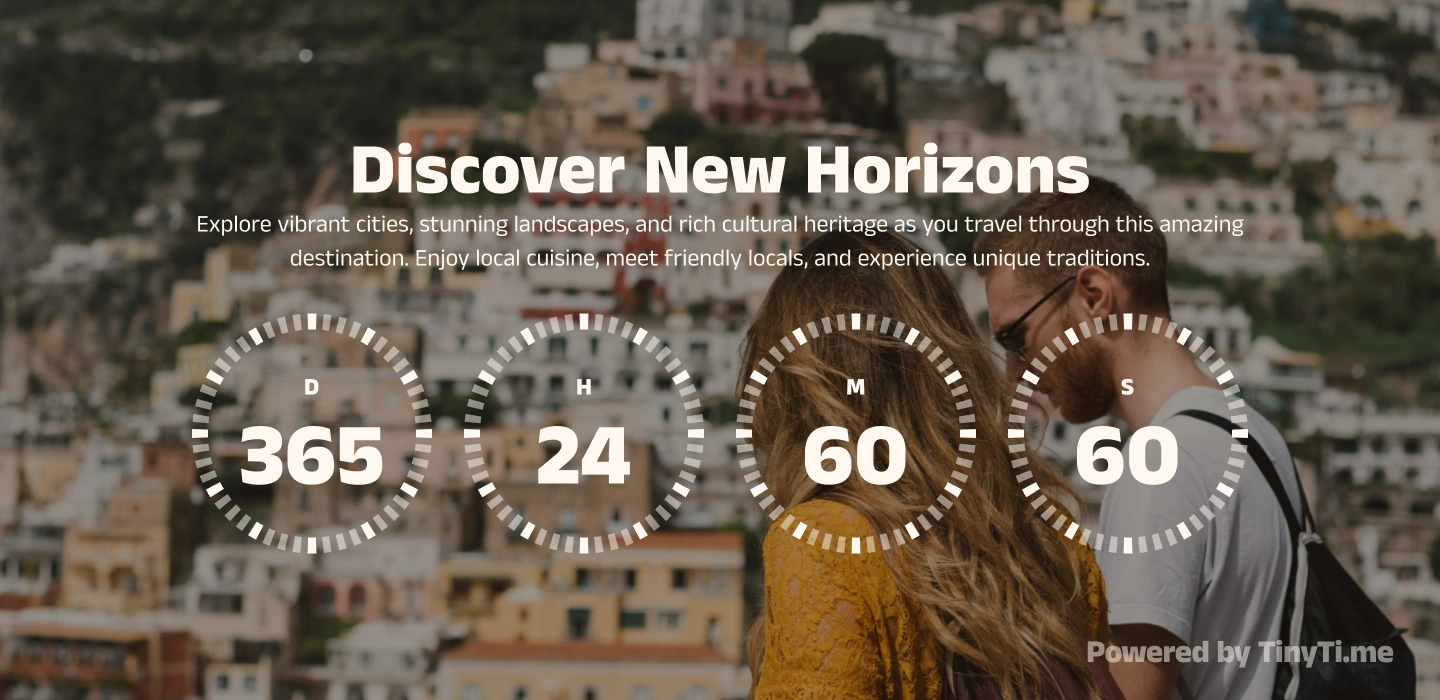 Discover New Horizons
Explore vibrant cities, stunning landscapes, and rich cultural heritage as you travel through this amazing
destination. Enjoy local cuisine, meet friendly locals, and experience unique traditions.
D
H
M
S
365
24
60
60
Powered by TinyTi.me